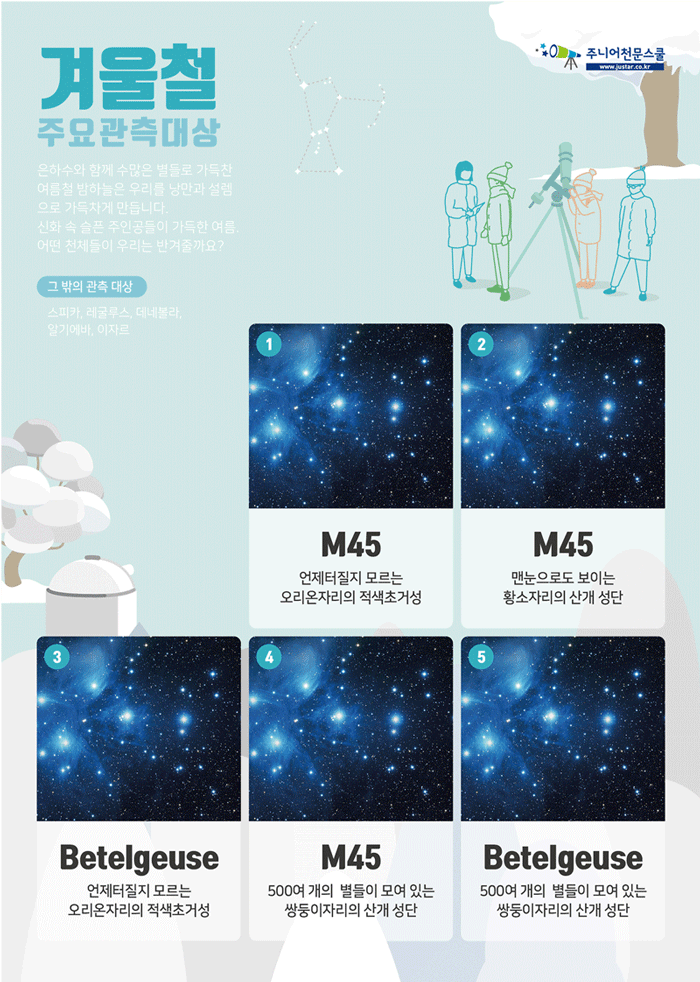 겨울철
주요관측대상
주니어천문스쿨
www.justar.co.kr
은하수와 함께 수많은 별들로 가득찬
여름철 밤하늘은 우리를 낭만과 설렘
으로 가득차게 만듭니다.
신화 속 슬픈 주인공들이 가득한 여름.
어떤 천체들이 우리는 반겨줄까요?
그 밖의 관측 대상
스피카, 레굴루스, 데네볼라,
알기에바, 이자르
1
M45
언제터질지 모르는
오리온자리의 적색초거성
2
M45
맨눈으로도 보이는
황소자리의 산개 성단
3
Betelgeuse
언제터질지 모르는
오리온자리의 적색초거성
4
M45
500여 개의 별들이 모여 있는
쌍둥이자리의 산개 성단
5
Betelgeuse
500여 개의 별들이 모여 있는
쌍둥이자리의 산개 성단